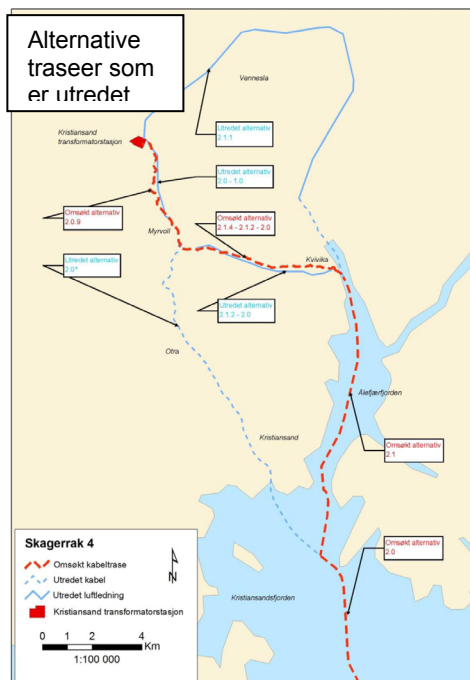 Alternative
traseer som
er utredet
Vennesla
Kristiansand
transformatorstasjon
Utredet alternativ
2.1.1
Utredet alternativ
2.0 - 1.0
Omsøkt alternativ
2.0.9
Omsøkt alternativ
2.1.4 - 2.1.2 - 2.0
Myrvoll
Kvivika
Utredet alternativ
2.0*
Utredet alternativ
2.1.2 - 2.0
Otra
Ålefjærfjorden
Kristiansand
Omsøkt alternativ
2.1
Omsøkt alternativ
2.0
Kristiansandsfjorden
Skagerrak 4
Omsøkt kabeltrase
Utredet kabel
Utredet luftledning
Kristiansand transformatorstasjon
N
0 1 2 4
Km
1:100 000